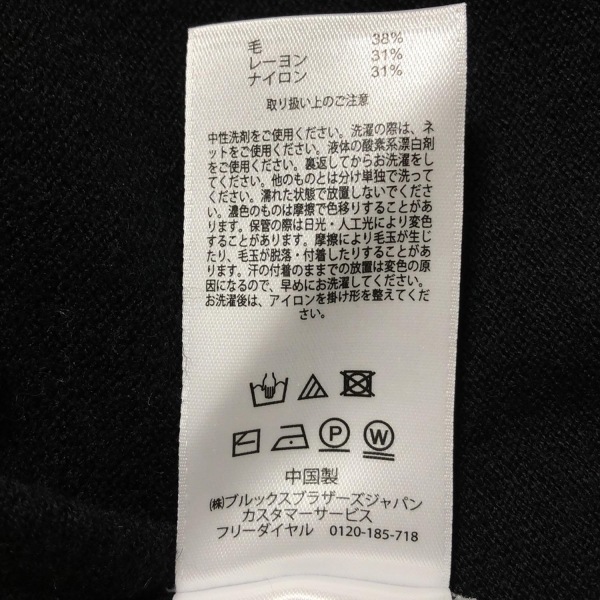 毛 38%
レーヨン 31%
ナイロン 31%
取り扱い上のご注意
中性洗剤をご使用ください。洗濯の際は、ネ
ットをご使用ください。液体の酸素系漂白剤
をご使用ください。裏返してからお洗濯をし
てください。他のものとは分け単独で洗って
ください。濡れた状態で放置しないでくださ
い。濃色のものは摩擦で色移りすることがあ
ります。保管の際は日光・人工光により変色
することがあります。摩擦により毛玉が生じ
たり、毛玉が脱落・付着したりすることがあ
ります。汗の付着のままでの放置は変色の原
因になるので、早めにお洗濯してください。
お洗濯後は、アイロンを掛け形を整えてくだ
さい。
P W
中国製
㈱ブルックスブラザーズジャパン
カスタマーサービス
フリーダイヤル 0120-185-718